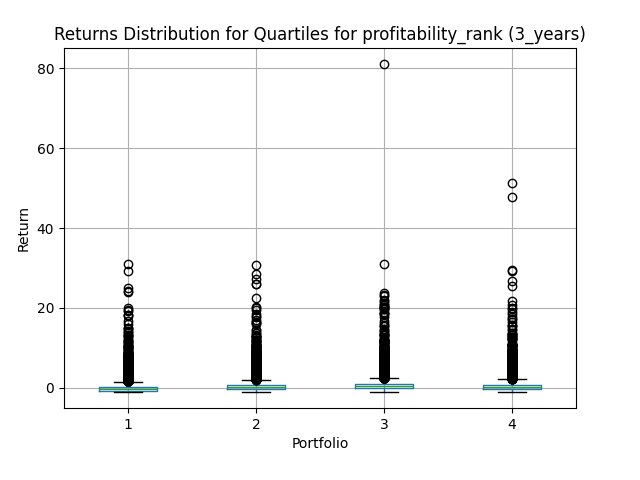 Returns Distribution for Quartiles for profitability_rank (3_years)
80
60
40
20
0
Return
1 2 3 4
Portfolio